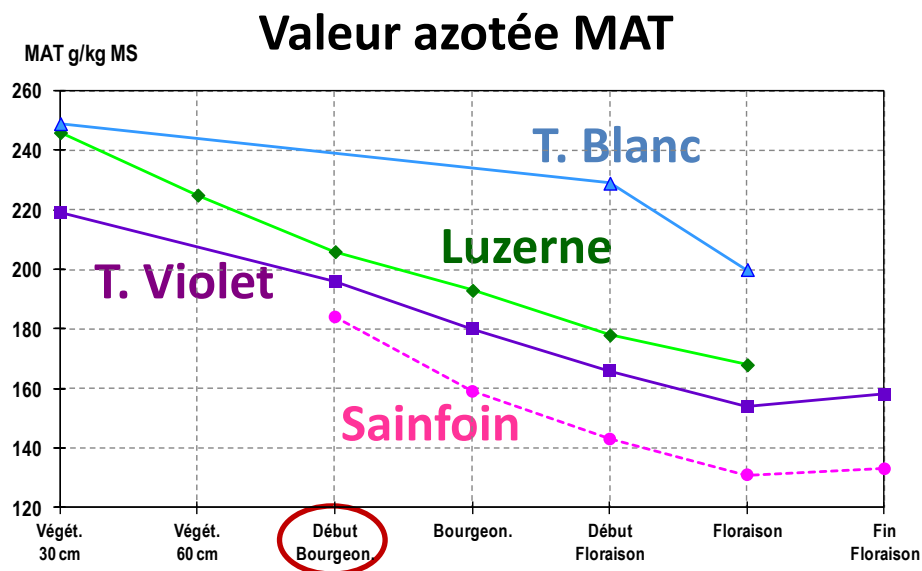 Valeur azotée MAT
MAT g/kg MS
260
240
220
200
180
160
140
120
T. Blanc
Luzerne
T. Violet
Sainfoin
Végét.
30 cm
Végét.
60 cm
Début
Bourgeon.
Bourgeon.
Début
Floraison
Floraison
Fin
Floraison